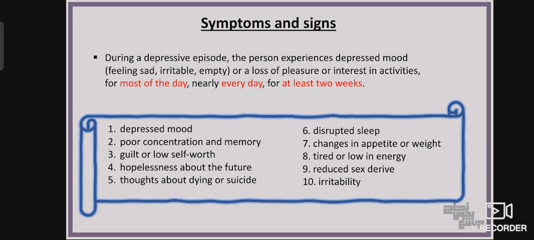 Symptoms and signs
▪ During a depressive episode, the person experiences depressed mood
(feeling sad, irritable, empty) or a loss of pleasure or interest in activities,
for most of the day, nearly every day, for at least two weeks.
1. depressed mood
2. poor concentration and memory
3. guilt or low self-worth
4. hopelessness about the future
5. thoughts about dying or suicide
6. disrupted sleep
7. changes in appetite or weight
8. tired or low in energy
9. reduced sex derive
10. irritability
RECORDER